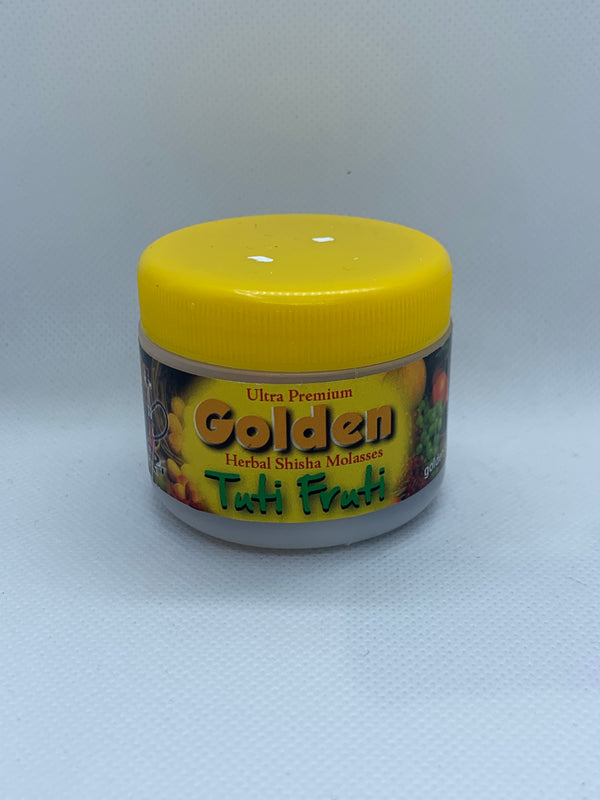 Ultra Premium
Golden
Herbal Shisha Molasses
Tuti Fruti